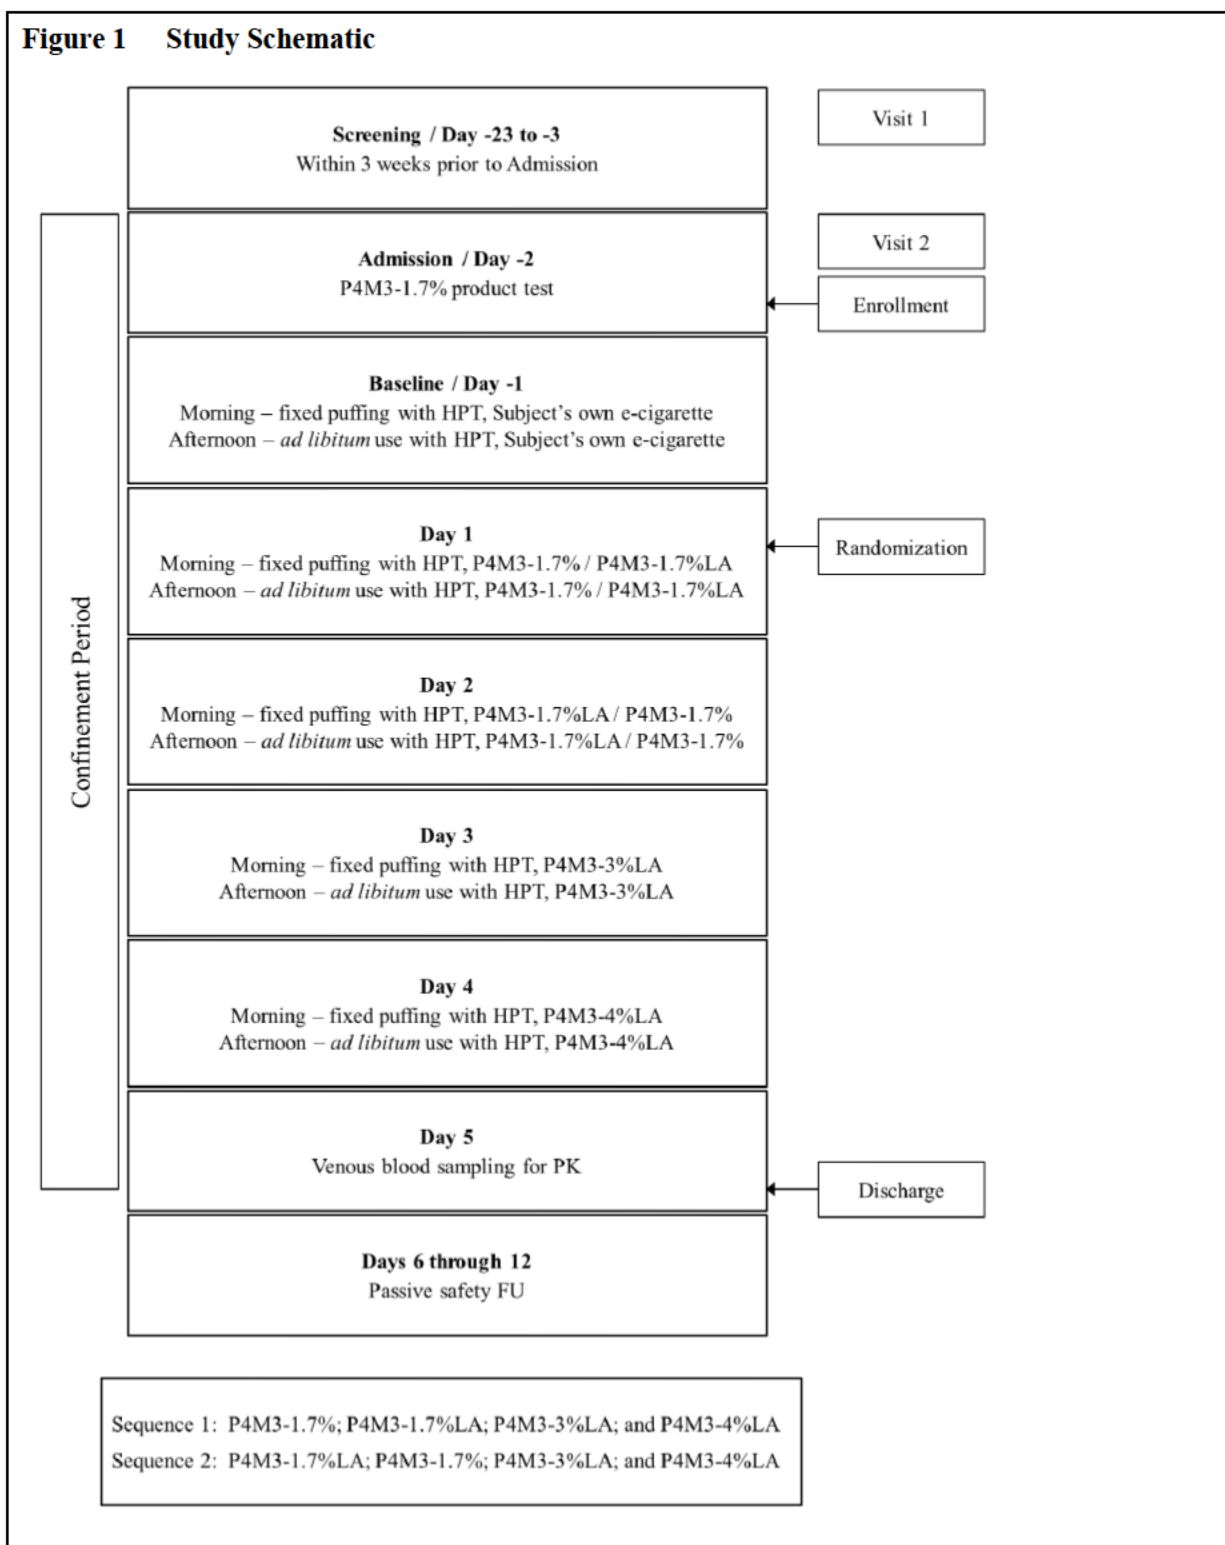 Figure 1 Study Schematic
Screening / Day -23 to -3
Within 3 weeks prior to Admission
Visit 1
Confinement Period
Admission / Day -2
P4M3-1.7% product test
Visit 2
Enrollment
Baseline / Day -1
Morning – fixed puffing with HPT, Subject's own e-cigarette
Afternoon – ad libitum use with HPT, Subject's own e-cigarette
Day 1
Morning – fixed puffing with HPT, P4M3-1.7% / P4M3-1.7%LA
Afternoon – ad libitum use with HPT, P4M3-1.7% / P4M3-1.7%LA
Randomization
Day 2
Morning – fixed puffing with HPT, P4M3-1.7%LA / P4M3-1.7%
Afternoon – ad libitum use with HPT, P4M3-1.7%LA / P4M3-1.7%
Day 3
Morning – fixed puffing with HPT, P4M3-3%LA
Afternoon – ad libitum use with HPT, P4M3-3%LA
Day 4
Morning – fixed puffing with HPT, P4M3-4%LA
Afternoon – ad libitum use with HPT, P4M3-4%LA
Day 5
Venous blood sampling for PK
Discharge
Days 6 through 12
Passive safety FU
Sequence 1: P4M3-1.7%; P4M3-1.7%LA; P4M3-3%LA; and P4M3-4%LA
Sequence 2: P4M3-1.7%LA; P4M3-1.7%; P4M3-3%LA; and P4M3-4%LA